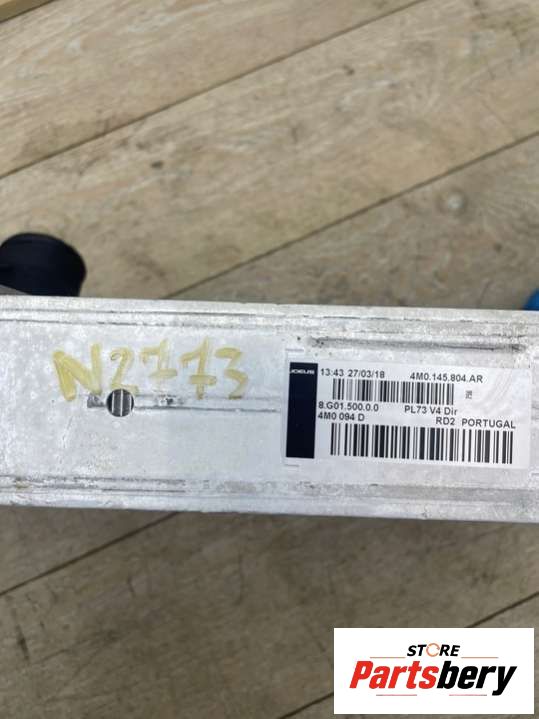 N2773
JDEUS
13:43 27/03/18 4M0.145.804.AR
8.G01.500.0.0 PL73 V4 Dir
4M0 094 D RD2 PORTUGAL
STORE
Partsbery